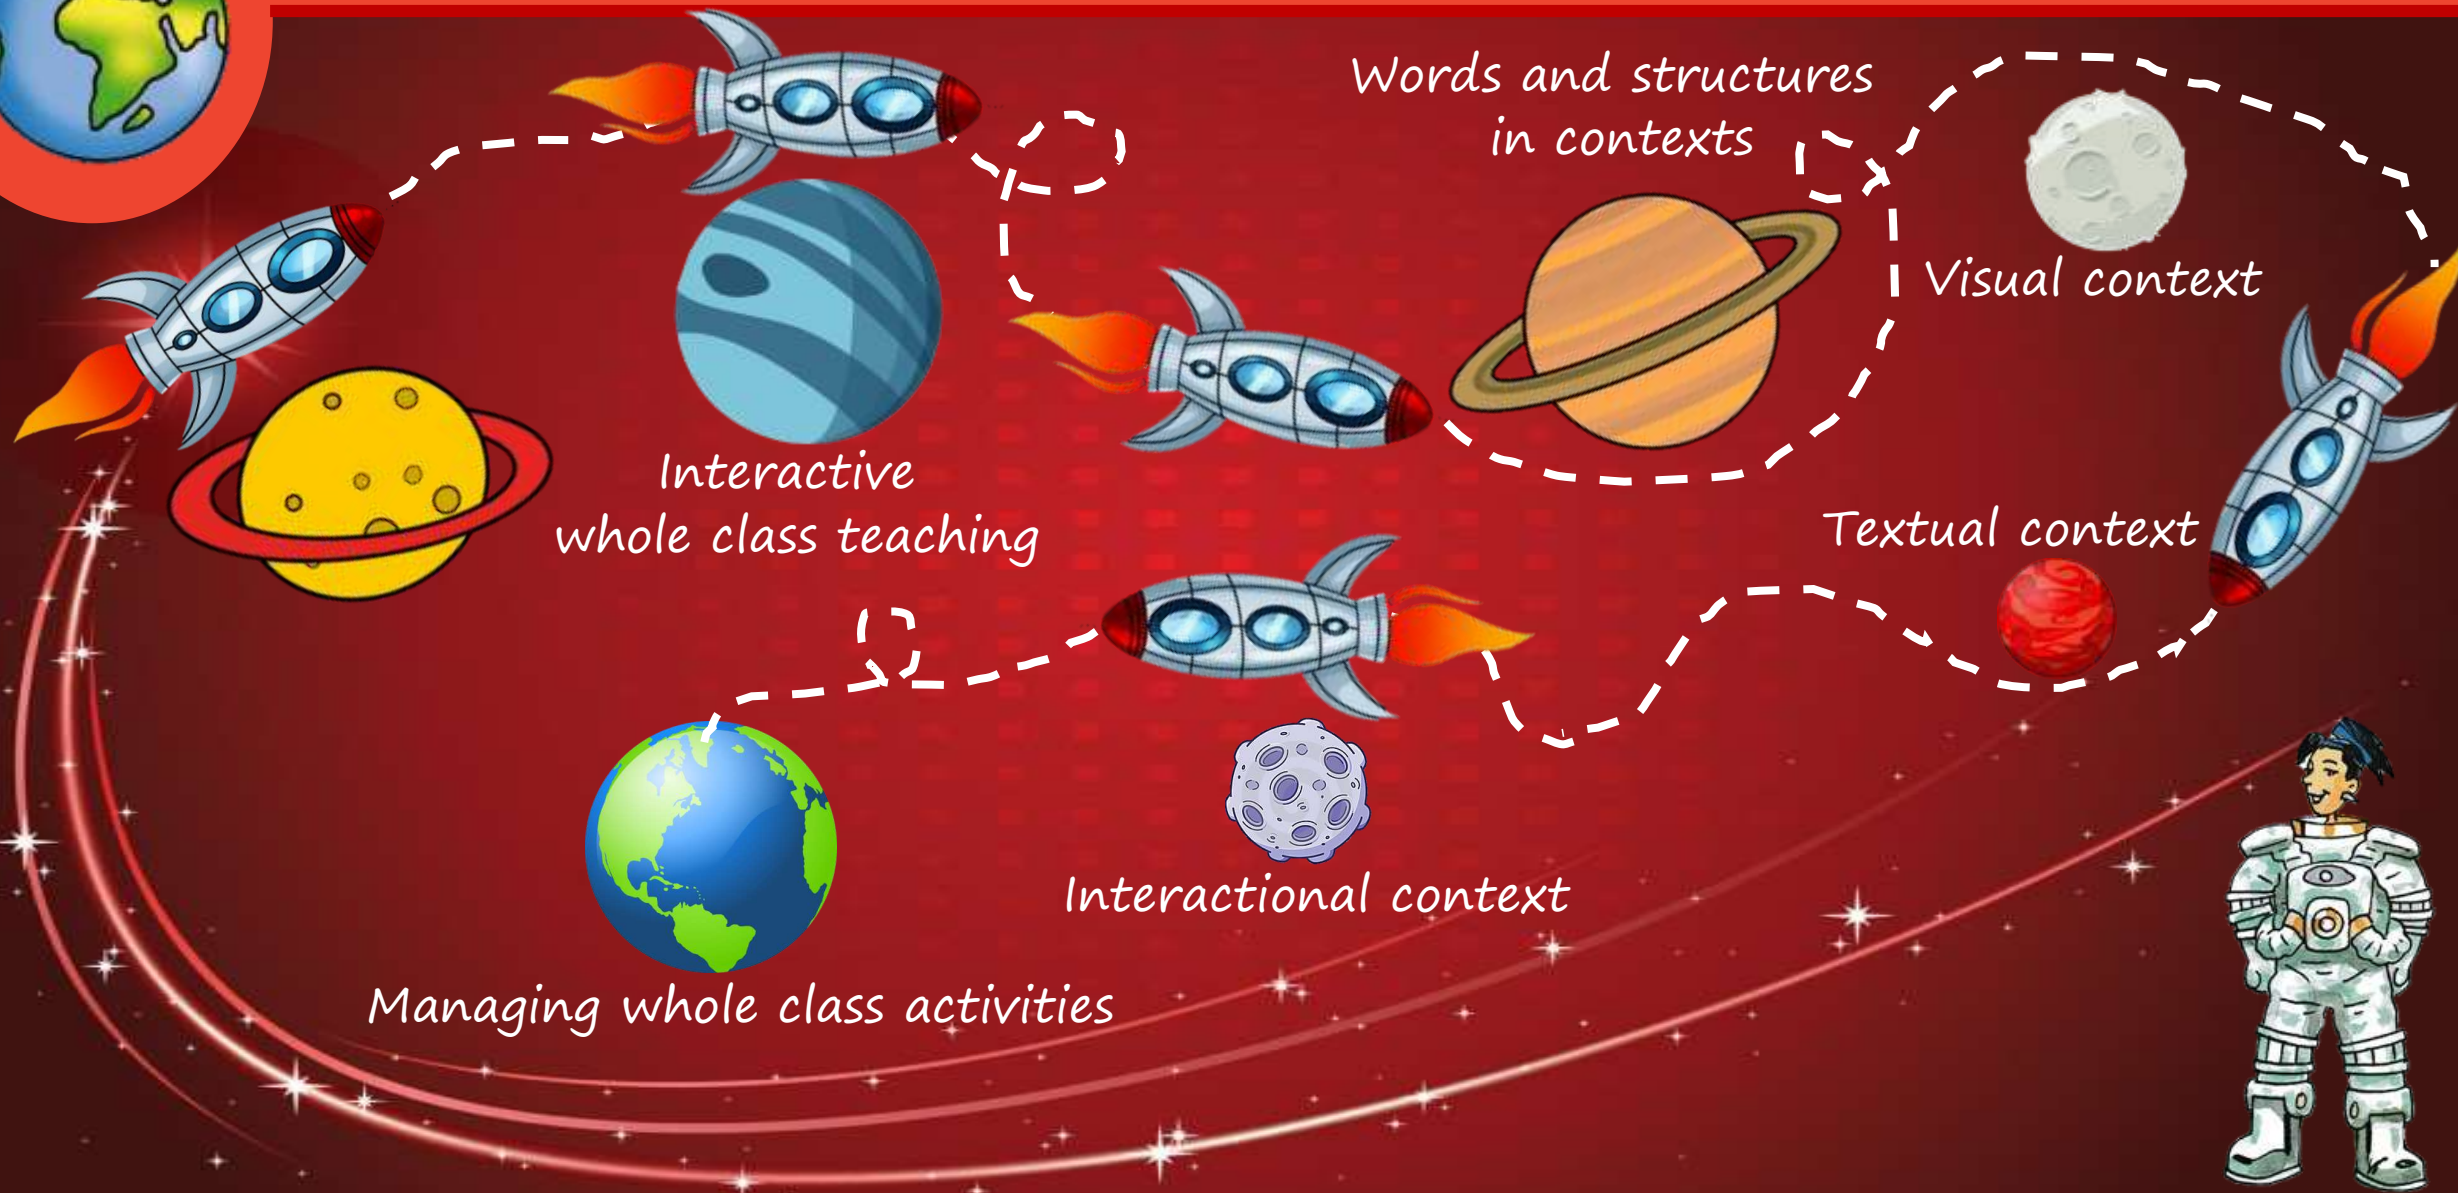 Words and structures
in contexts
Visual context
Interactive
whole class teaching
Textual context
Interactional context
Managing whole class activities